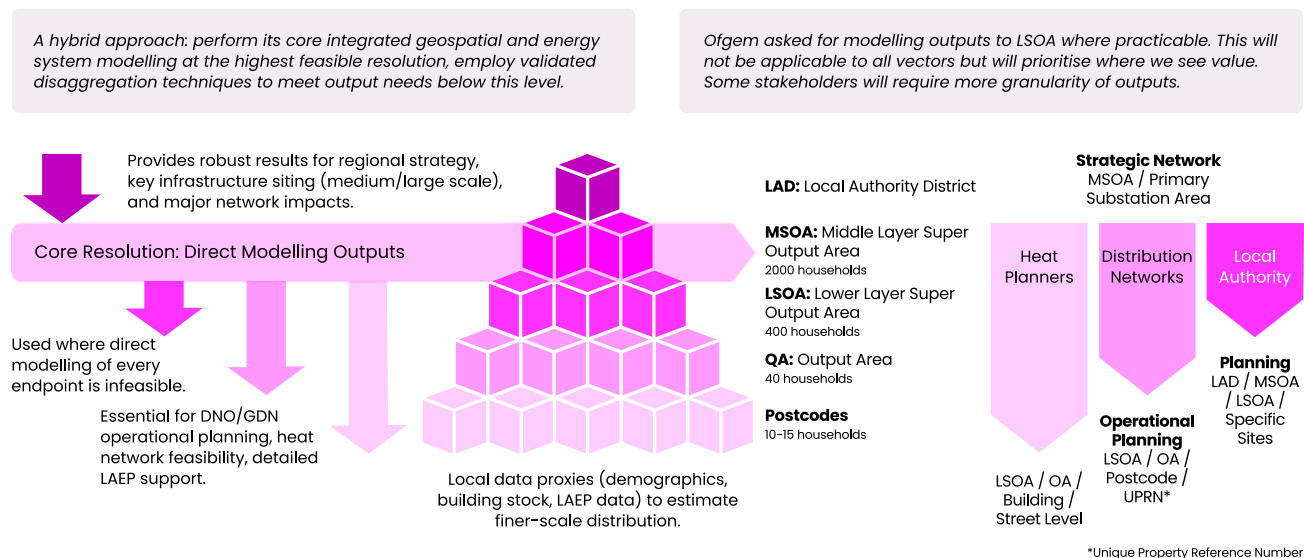 A hybrid approach: perform its core integrated geospatial and energy
system modelling at the highest feasible resolution, employ validated
disaggregation techniques to meet output needs below this level.
Ofgem asked for modelling outputs to LSOA where practicable. This will
not be applicable to all vectors but will prioritise where we see value.
Some stakeholders will require more granularity of outputs.
Provides robust results for regional strategy,
key infrastructure siting (medium/large scale),
and major network impacts.
Core Resolution: Direct Modelling Outputs
Used where direct
modelling of every
endpoint is infeasible.
Essential for DNO/GDN
operational planning, heat
network feasibility, detailed
LAEP support.
Local data proxies (demographics,
building stock, LAEP data) to estimate
finer-scale distribution.
LAD: Local Authority District
MSOA: Middle Layer Super
Output Area
2000 households
LSOA: Lower Layer Super
Output Area
400 households
QA: Output Area
40 households
Postcodes
10-15 households
Strategic Network
MSOA / Primary
Substation Area
Heat
Planners
Distribution
Networks
Local
Authority
LSOA / OA /
Building /
Street Level
Operational
Planning
LSOA / OA /
Postcode /
UPRN*
Planning
LAD / MSOA
/ LSOA /
Specific
Sites
*Unique Property Reference Number